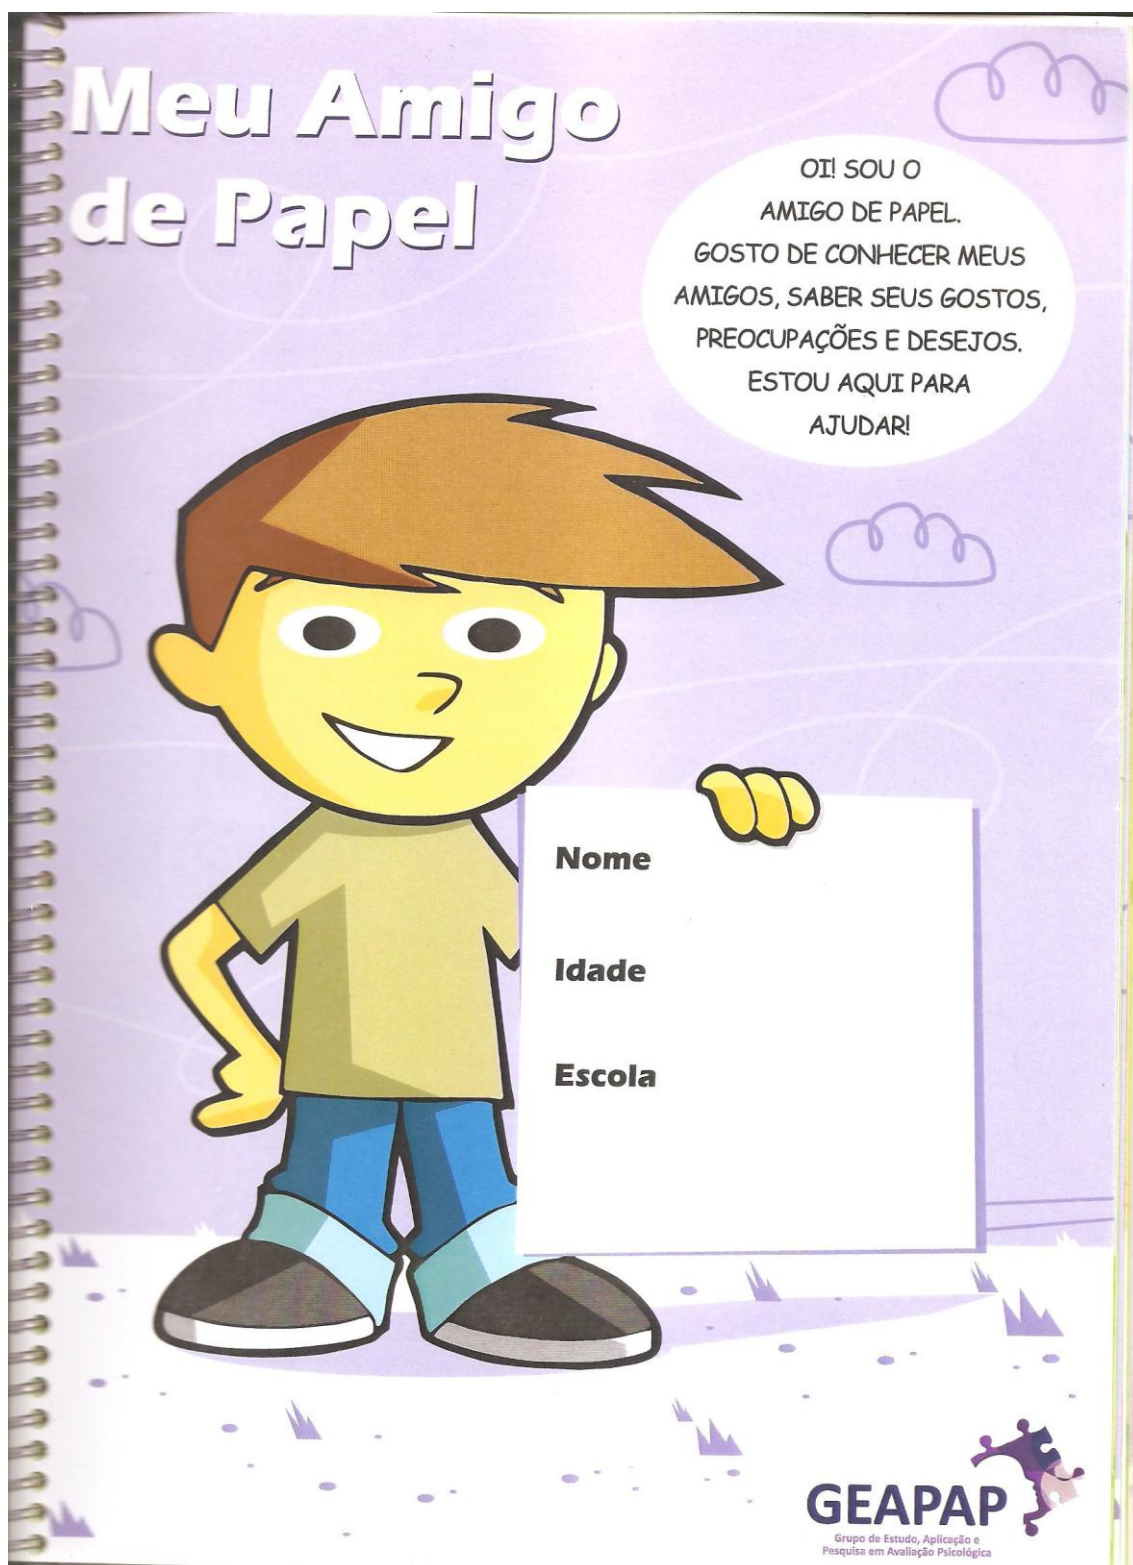 Meu Amigo
de Papel
OI! SOU O
AMIGO DE PAPEL.
GOSTO DE CONHECER MEUS
AMIGOS, SABER SEUS GOSTOS,
PREOCUPAÇÕES E DESEJOS.
ESTOU AQUI PARA
AJUDAR!
Nome
Idade
Escola
GEAPAP
Grupo de Estudo, Aplicação e
Pesquisa em Avaliação Psicológica